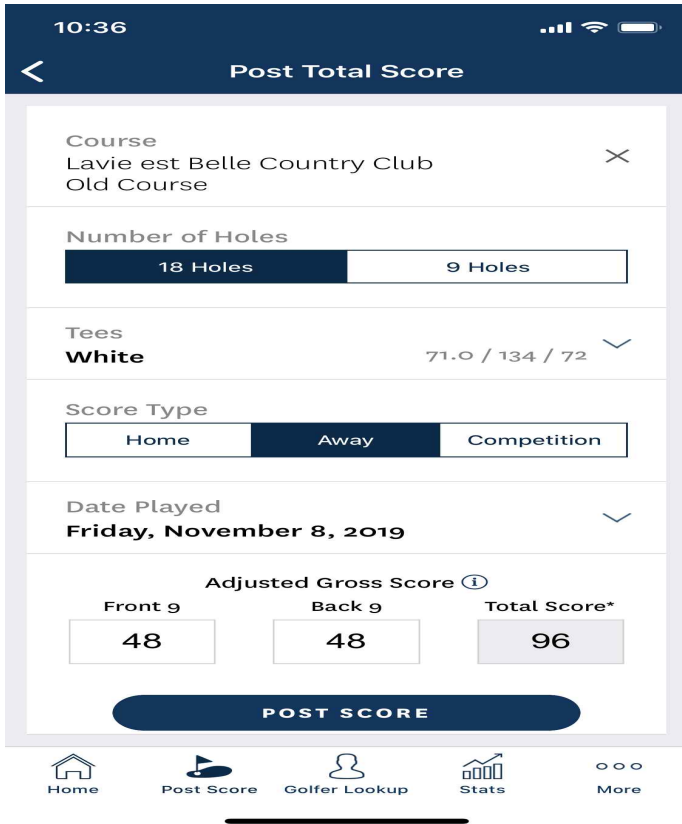 10:36
Post Total Score
Course
Lavie est Belle Country Club
Old Course
Number of Holes
18 Holes 9 Holes
Tees
White 71.0 / 134 / 72
Score Type
Home Away Competition
Date Played
Friday, November 8, 2019
Adjusted Gross Score i
Front 9 Back 9 Total Score*
48 48 96
POST SCORE
Home Post Score Golfer Lookup Stats More